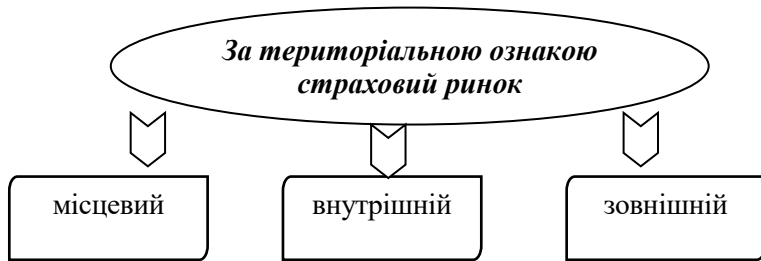 За територіальною ознакою
страховий ринок
місцевий
внутрішній
зовнішній